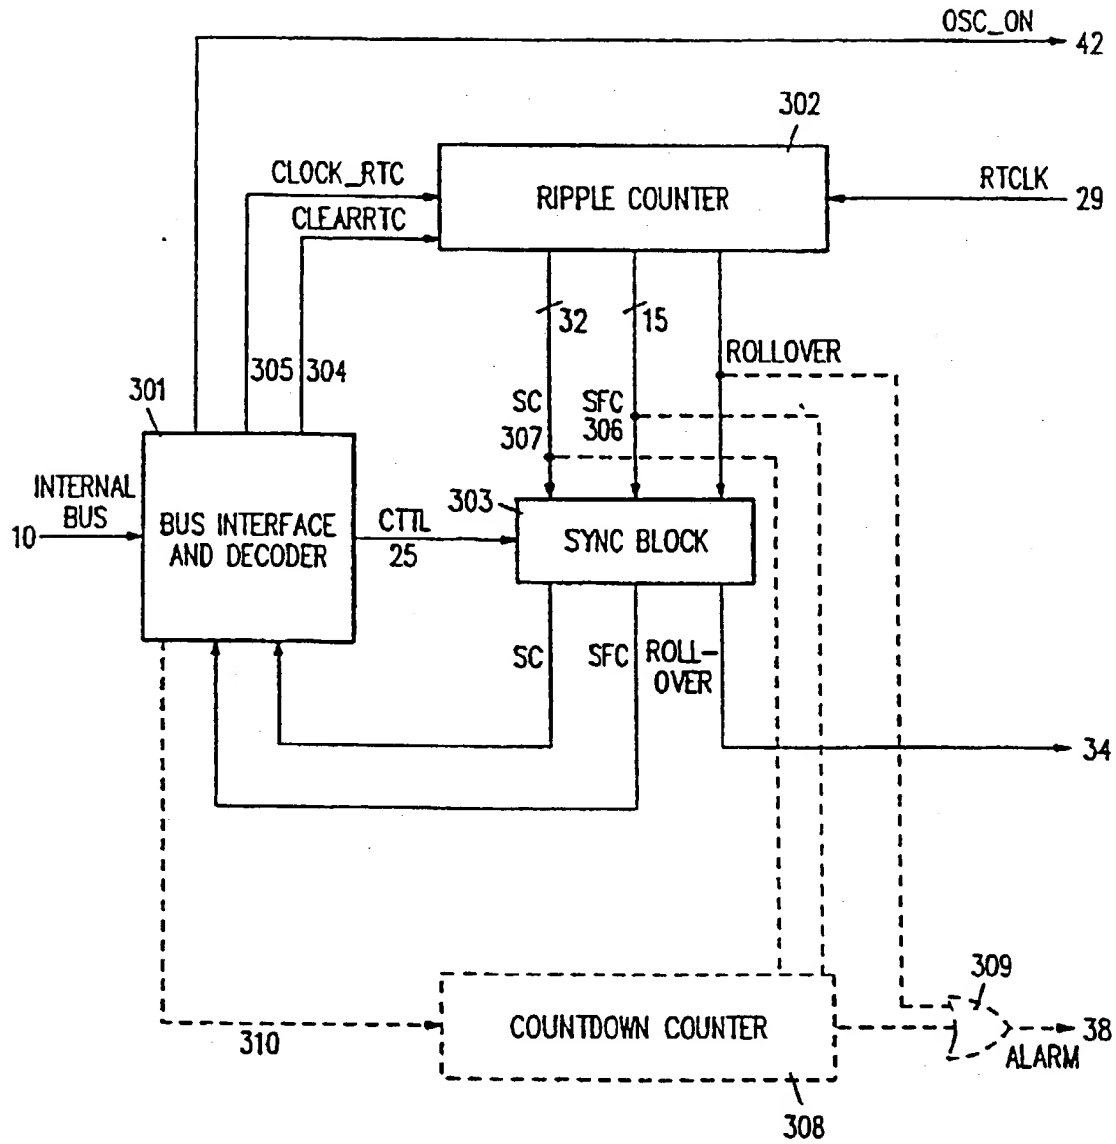 OSC_ON
42
302
CLOCK_RTC
RIPPLE COUNTER
RTCLK
29
CLEARRTC
32
15
305
304
ROLLOVER
301
SC
307
SFC
306
INTERNAL
BUS
10
BUS INTERFACE
AND DECODER
CTTL
25
303
SYNC BLOCK
SC
SFC
ROLL-
OVER
34
309
310
COUNTDOWN COUNTER
38
ALARM
308